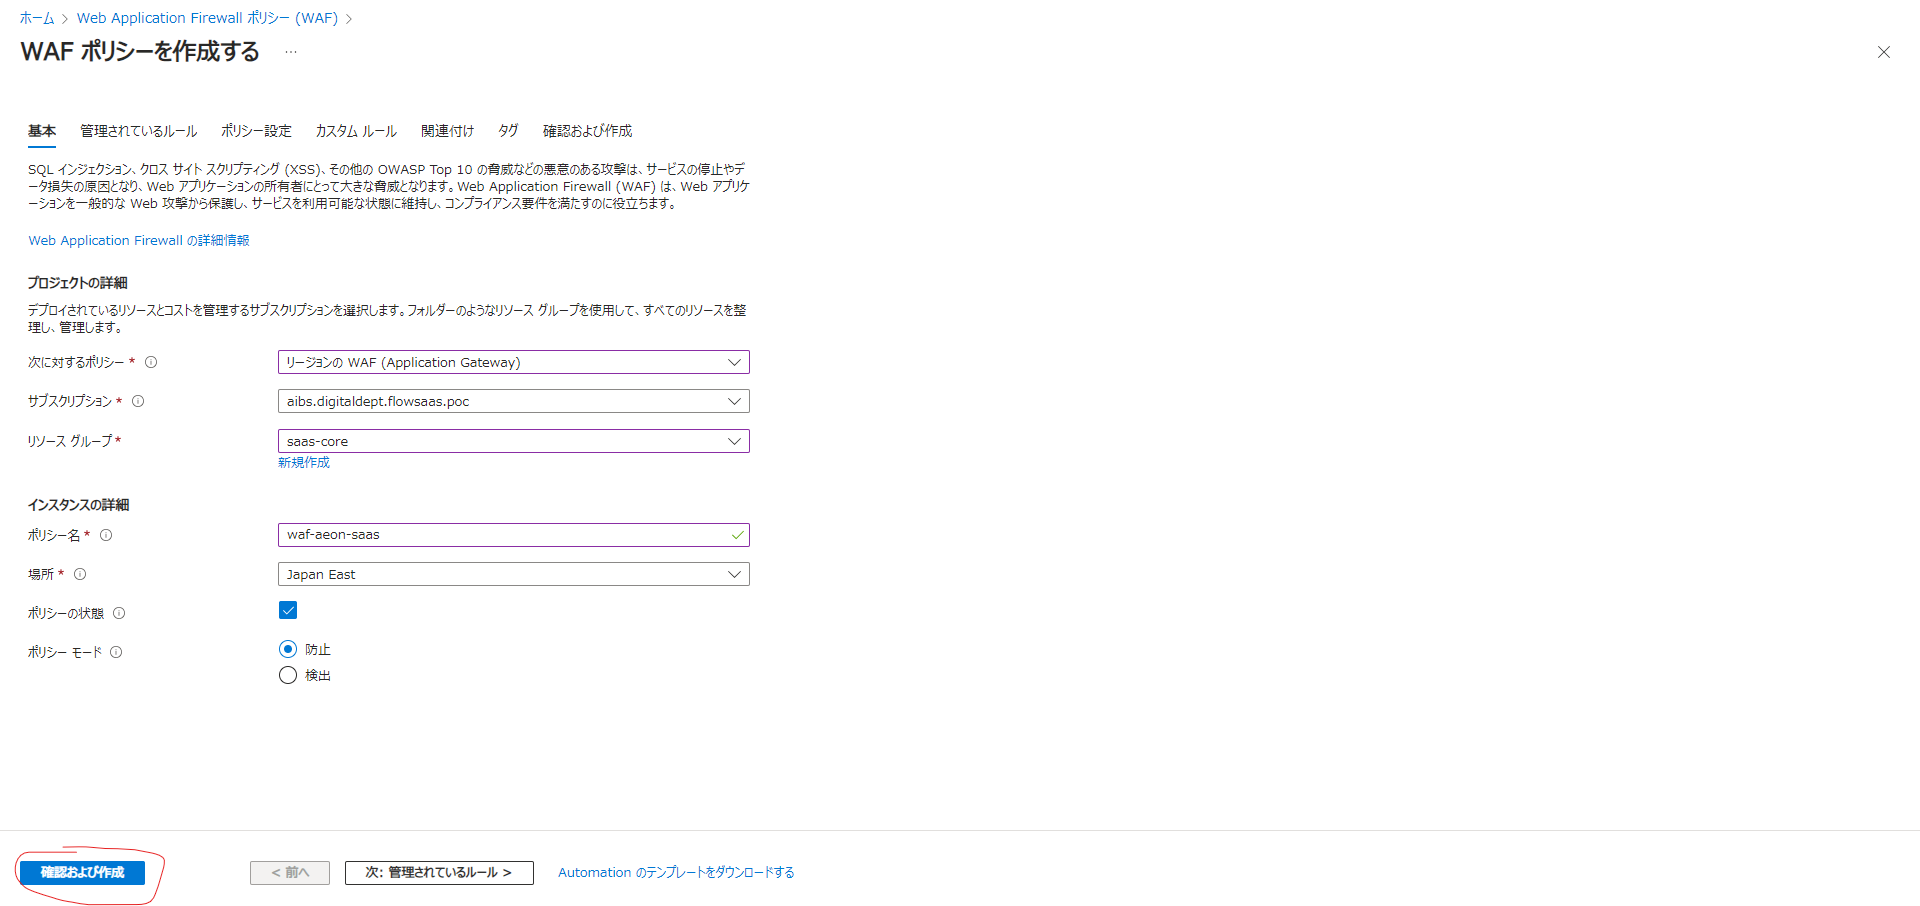 ホーム > Web Application Firewall ポリシー (WAF) >
WAF ポリシーを作成する ...
基本 管理されているルール ポリシー設定 カスタム ルール 関連付け タグ 確認および作成
SQL インジェクション、クロス サイト スクリプティング (XSS)、その他の OWASP Top 10 の脅威などの悪意のある攻撃は、サービスの停止やデ
ータ損失の原因となり、Web アプリケーションの所有者にとって大きな脅威となります。Web Application Firewall (WAF) は、Web アプリケ
ーションを一般的な Web 攻撃から保護し、サービスを利用可能な状態に維持し、コンプライアンス要件を満たすのに役立ちます。
Web Application Firewall の詳細情報
プロジェクトの詳細
デプロイされているリソースとコストを管理するサブスクリプションを選択します。フォルダーのようなリソース グループを使用して、すべてのリソースを整
理し、管理します。
次に対するポリシー *
リージョンの WAF (Application Gateway)
サブスクリプション *
aibs.digitaldept.flowsaas.poc
リソース グループ *
saas-core
新規作成
インスタンスの詳細
ポリシー名 *
waf-aeon-saas
場所 *
Japan East
ポリシーの状態
ポリシー モード
防止
検出
確認および作成
< 前へ
次: 管理されているルール >
Automation のテンプレートをダウンロードする